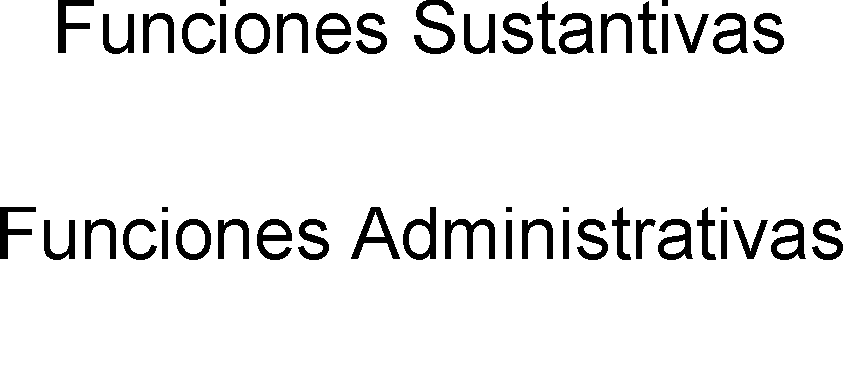 Funciones Sustantivas
Funciones Administrativas